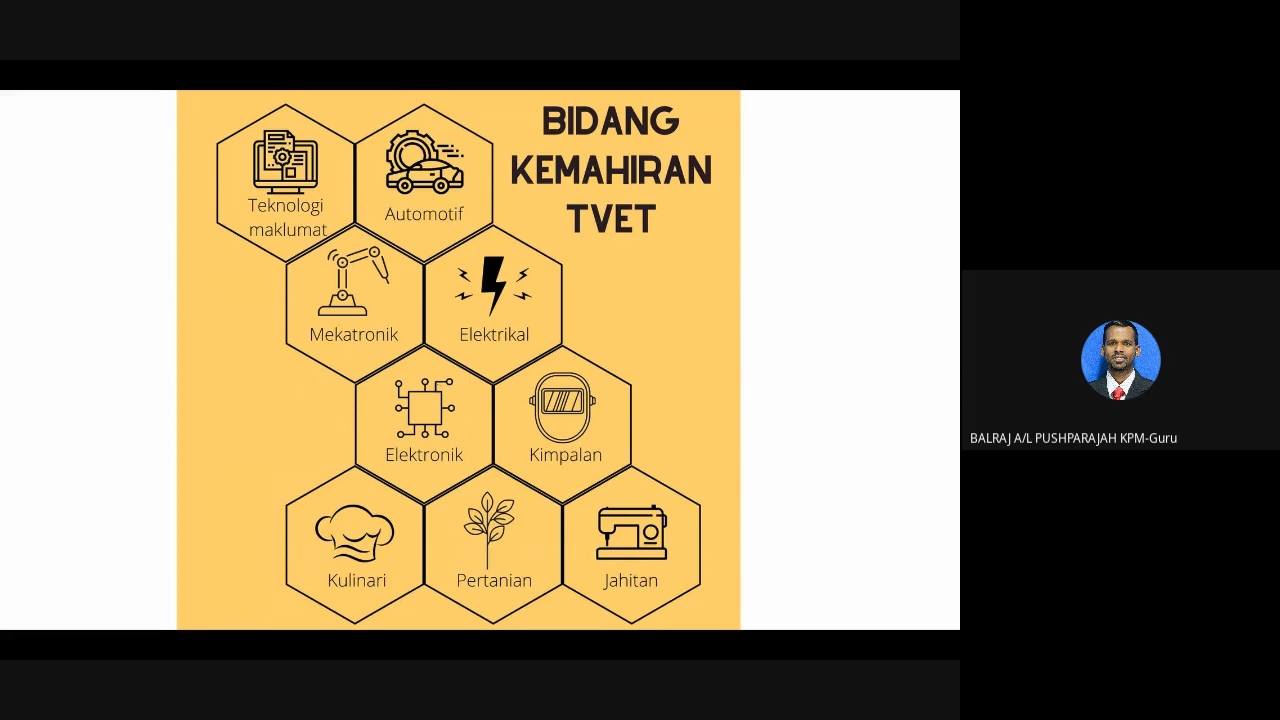 BIDANG
KEMAHIRAN
TVET
Teknologi
maklumat
Automotif
Mekatronik
Elektrikal
Elektronik
Kimpalan
Kulinari
Pertanian
Jahitan
BALRAJ A/L PUSHPARAJAH KPM-Guru